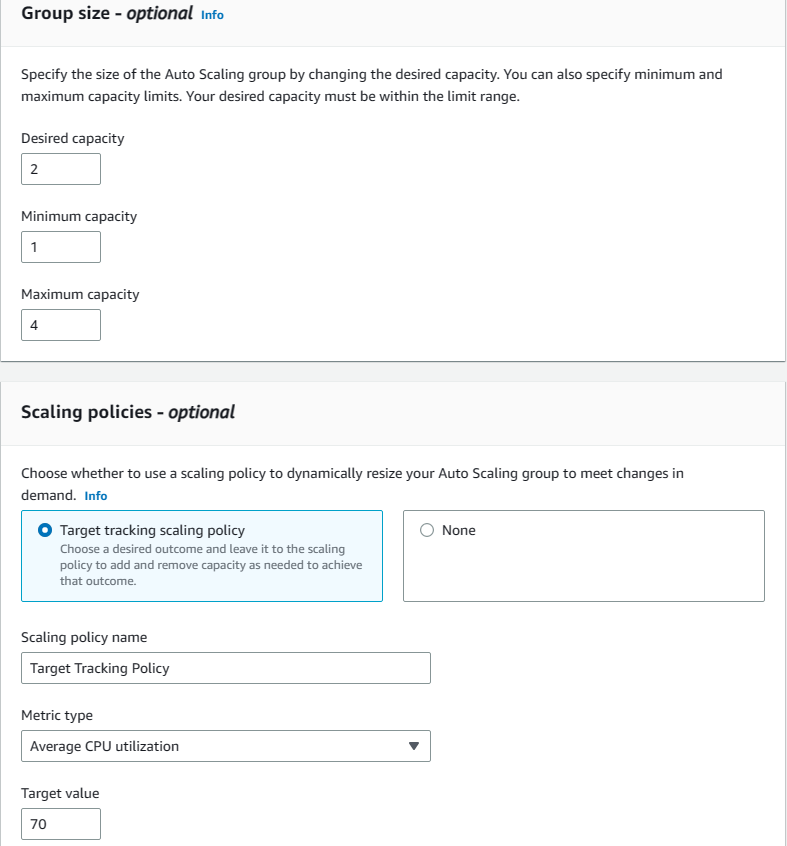 Group size - optional Info
Specify the size of the Auto Scaling group by changing the desired capacity. You can also specify minimum and
maximum capacity limits. Your desired capacity must be within the limit range.
Desired capacity
2
Minimum capacity
1
Maximum capacity
4
Scaling policies - optional
Choose whether to use a scaling policy to dynamically resize your Auto Scaling group to meet changes in
demand. Info
Target tracking scaling policy
Choose a desired outcome and leave it to the scaling
policy to add and remove capacity as needed to achieve
that outcome.
None
Scaling policy name
Target Tracking Policy
Metric type
Average CPU utilization
Target value
70